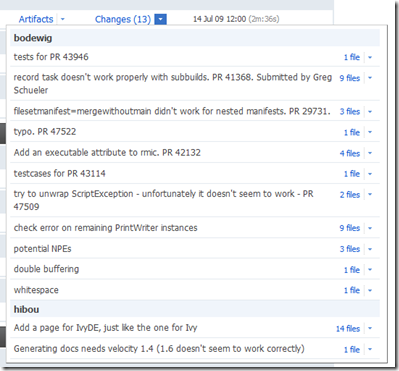 Artifacts Changes (13) 14 Jul 09 12:00 (2m:36s)
bodewig
tests for PR 43946 1 file
record task doesn't work properly with subbuilds. PR 41368. Submitted by Greg 9 files
Schueler
filesetmanifest=mergewithoutmain didn't work for nested manifests. PR 29731. 3 files
typo. PR 47522 1 file
Add an executable attribute to rmic. PR 42132 4 files
testcases for PR 43114 1 file
try to unwrap ScriptException - unfortunately it doesn't seem to work - PR 2 files
47509
check error on remaining PrintWriter instances 9 files
potential NPEs 3 files
double buffering 1 file
whitespace 1 file
hibou
Add a page for IvyDE, just like the one for Ivy 14 files
Generating docs needs velocity 1.4 (1.6 doesn't seem to work correctly) 1 file